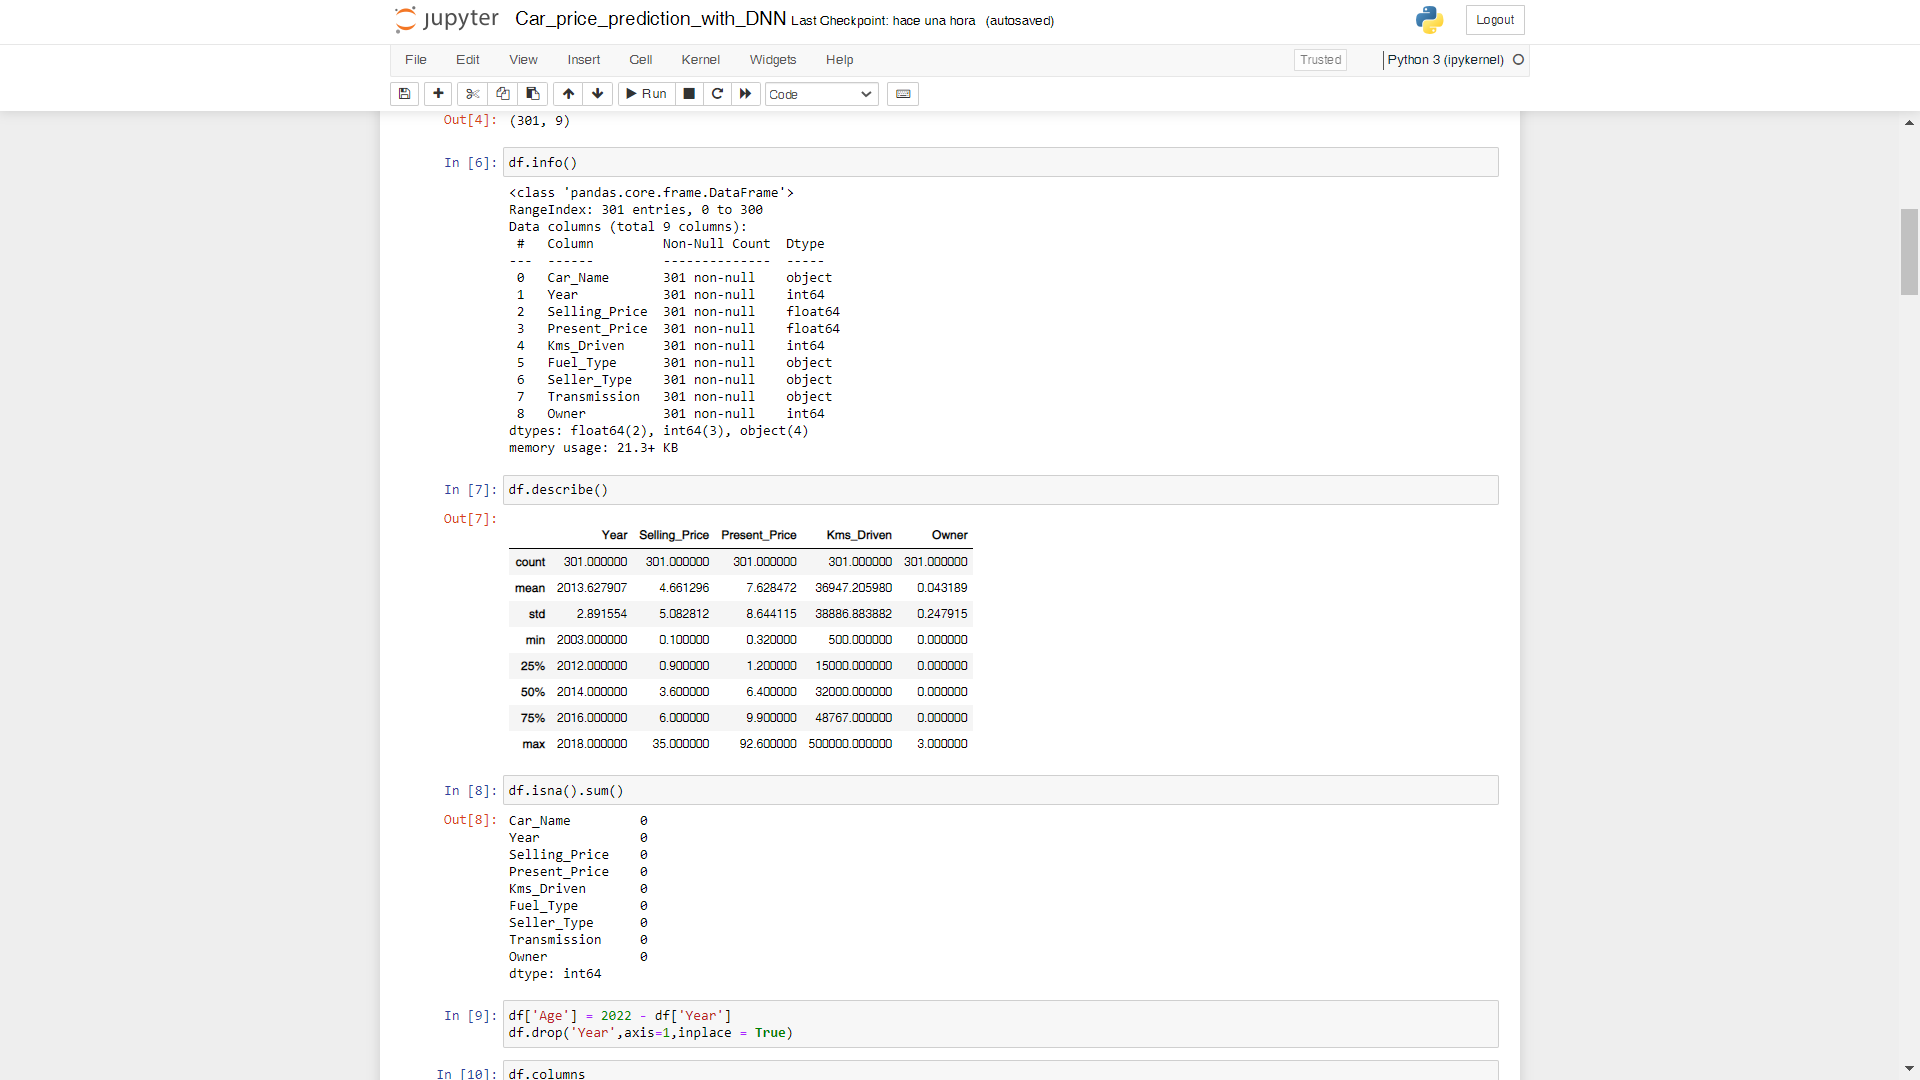 jupyter Car_price_prediction_with_DNN Last Checkpoint: hace una hora (autosaved) Logout
File Edit View Insert Cell Kernel Widgets Help Trusted Python 3 (ipykernel)
Run Code
Out[4]: (301, 9)
In [6]: df.info()
<class 'pandas.core.frame.DataFrame'>
RangeIndex: 301 entries, 0 to 300
Data columns (total 9 columns):
 #   Column         Non-Null Count  Dtype
---  ------         --------------  -----
 0   Car_Name       301 non-null    object
 1   Year           301 non-null    int64
 2   Selling_Price  301 non-null    float64
 3   Present_Price  301 non-null    float64
 4   Kms_Driven     301 non-null    int64
 5   Fuel_Type      301 non-null    object
 6   Seller_Type    301 non-null    object
 7   Transmission   301 non-null    object
 8   Owner          301 non-null    int64
dtypes: float64(2), int64(3), object(4)
memory usage: 21.3+ KB
In [7]: df.describe()
Out[7]:
Year Selling_Price Present_Price Kms_Driven Owner
count 301.000000 301.000000 301.000000 301.000000 301.000000
mean 2013.627907 4.661296 7.628472 36947.205980 0.043189
std 2.891554 5.082812 8.644115 38886.883882 0.247915
min 2003.000000 0.100000 0.320000 500.000000 0.000000
25% 2012.000000 0.900000 1.200000 15000.000000 0.000000
50% 2014.000000 3.600000 6.400000 32000.000000 0.000000
75% 2016.000000 6.000000 9.900000 48767.000000 0.000000
max 2018.000000 35.000000 92.600000 500000.000000 3.000000
In [8]: df.isna().sum()
Out[8]: Car_Name         0
Year             0
Selling_Price    0
Present_Price    0
Kms_Driven       0
Fuel_Type        0
Seller_Type      0
Transmission     0
Owner            0
dtype: int64
In [9]: df['Age'] = 2022 - df['Year']
df.drop('Year',axis=1,inplace = True)
In [10]: df.columns